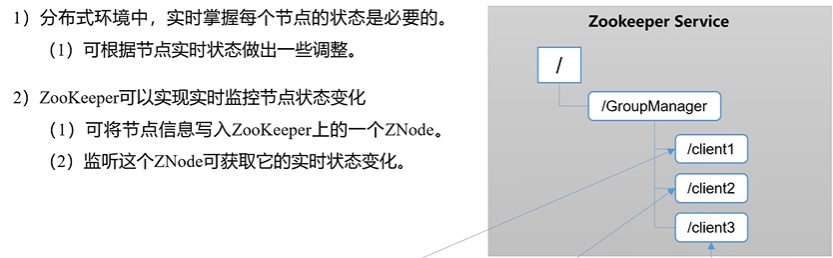 1）分布式环境中，实时掌握每个节点的状态是必要的。
（1）可根据节点实时状态做出一些调整。
2）ZooKeeper可以实现实时监控节点状态变化
（1）可将节点信息写入ZooKeeper上的一个ZNode。
（2）监听这个ZNode可获取它的实时状态变化。
Zookeeper Service
/
/GroupManager
/client1
/client2
/client3